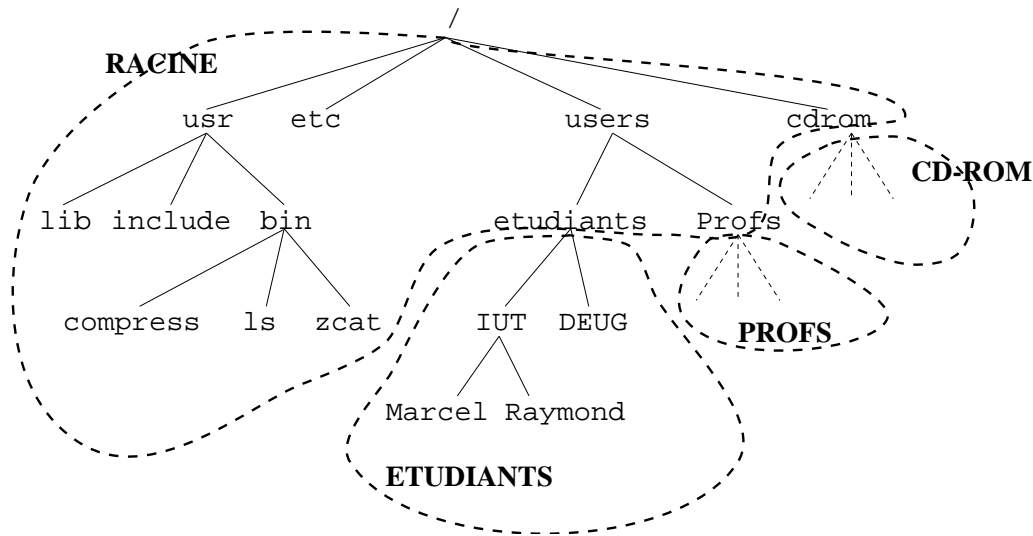 /
RACINE
usr etc users cdrom
CD-ROM
lib include bin etudiants Profs
compress ls zcat IUT DEUG
PROFS
Marcel Raymond
ETUDIANTS